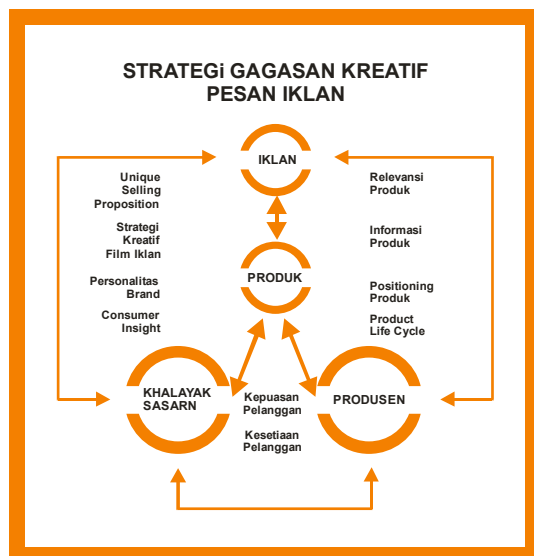 STRATEGi GAGASAN KREATIF
PESAN IKLAN
IKLAN
Unique
Selling
Proposition
Strategi
Kreatif
Film Iklan
Personalitas
Brand
Consumer
Insight
Relevansi
Produk
Informasi
Produk
Positioning
Produk
Product
Life Cycle
PRODUK
KHALAYAK
SASARN
Kepuasan
Pelanggan
Kesetiaan
Pelanggan
PRODUSEN